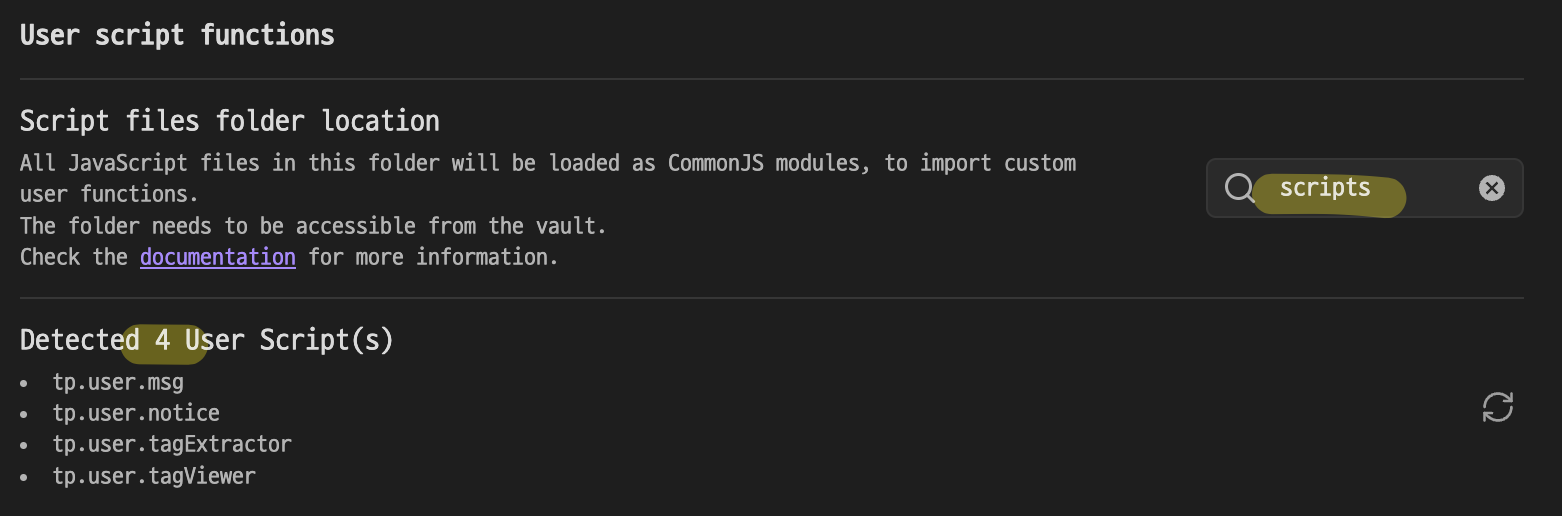 User script functions
Script files folder location
All JavaScript files in this folder will be loaded as CommonJS modules, to import custom
user functions.
The folder needs to be accessible from the vault.
Check the documentation for more information.
scripts
Detected 4 User Script(s)
• tp.user.msg
• tp.user.notice
• tp.user.tagExtractor
• tp.user.tagViewer